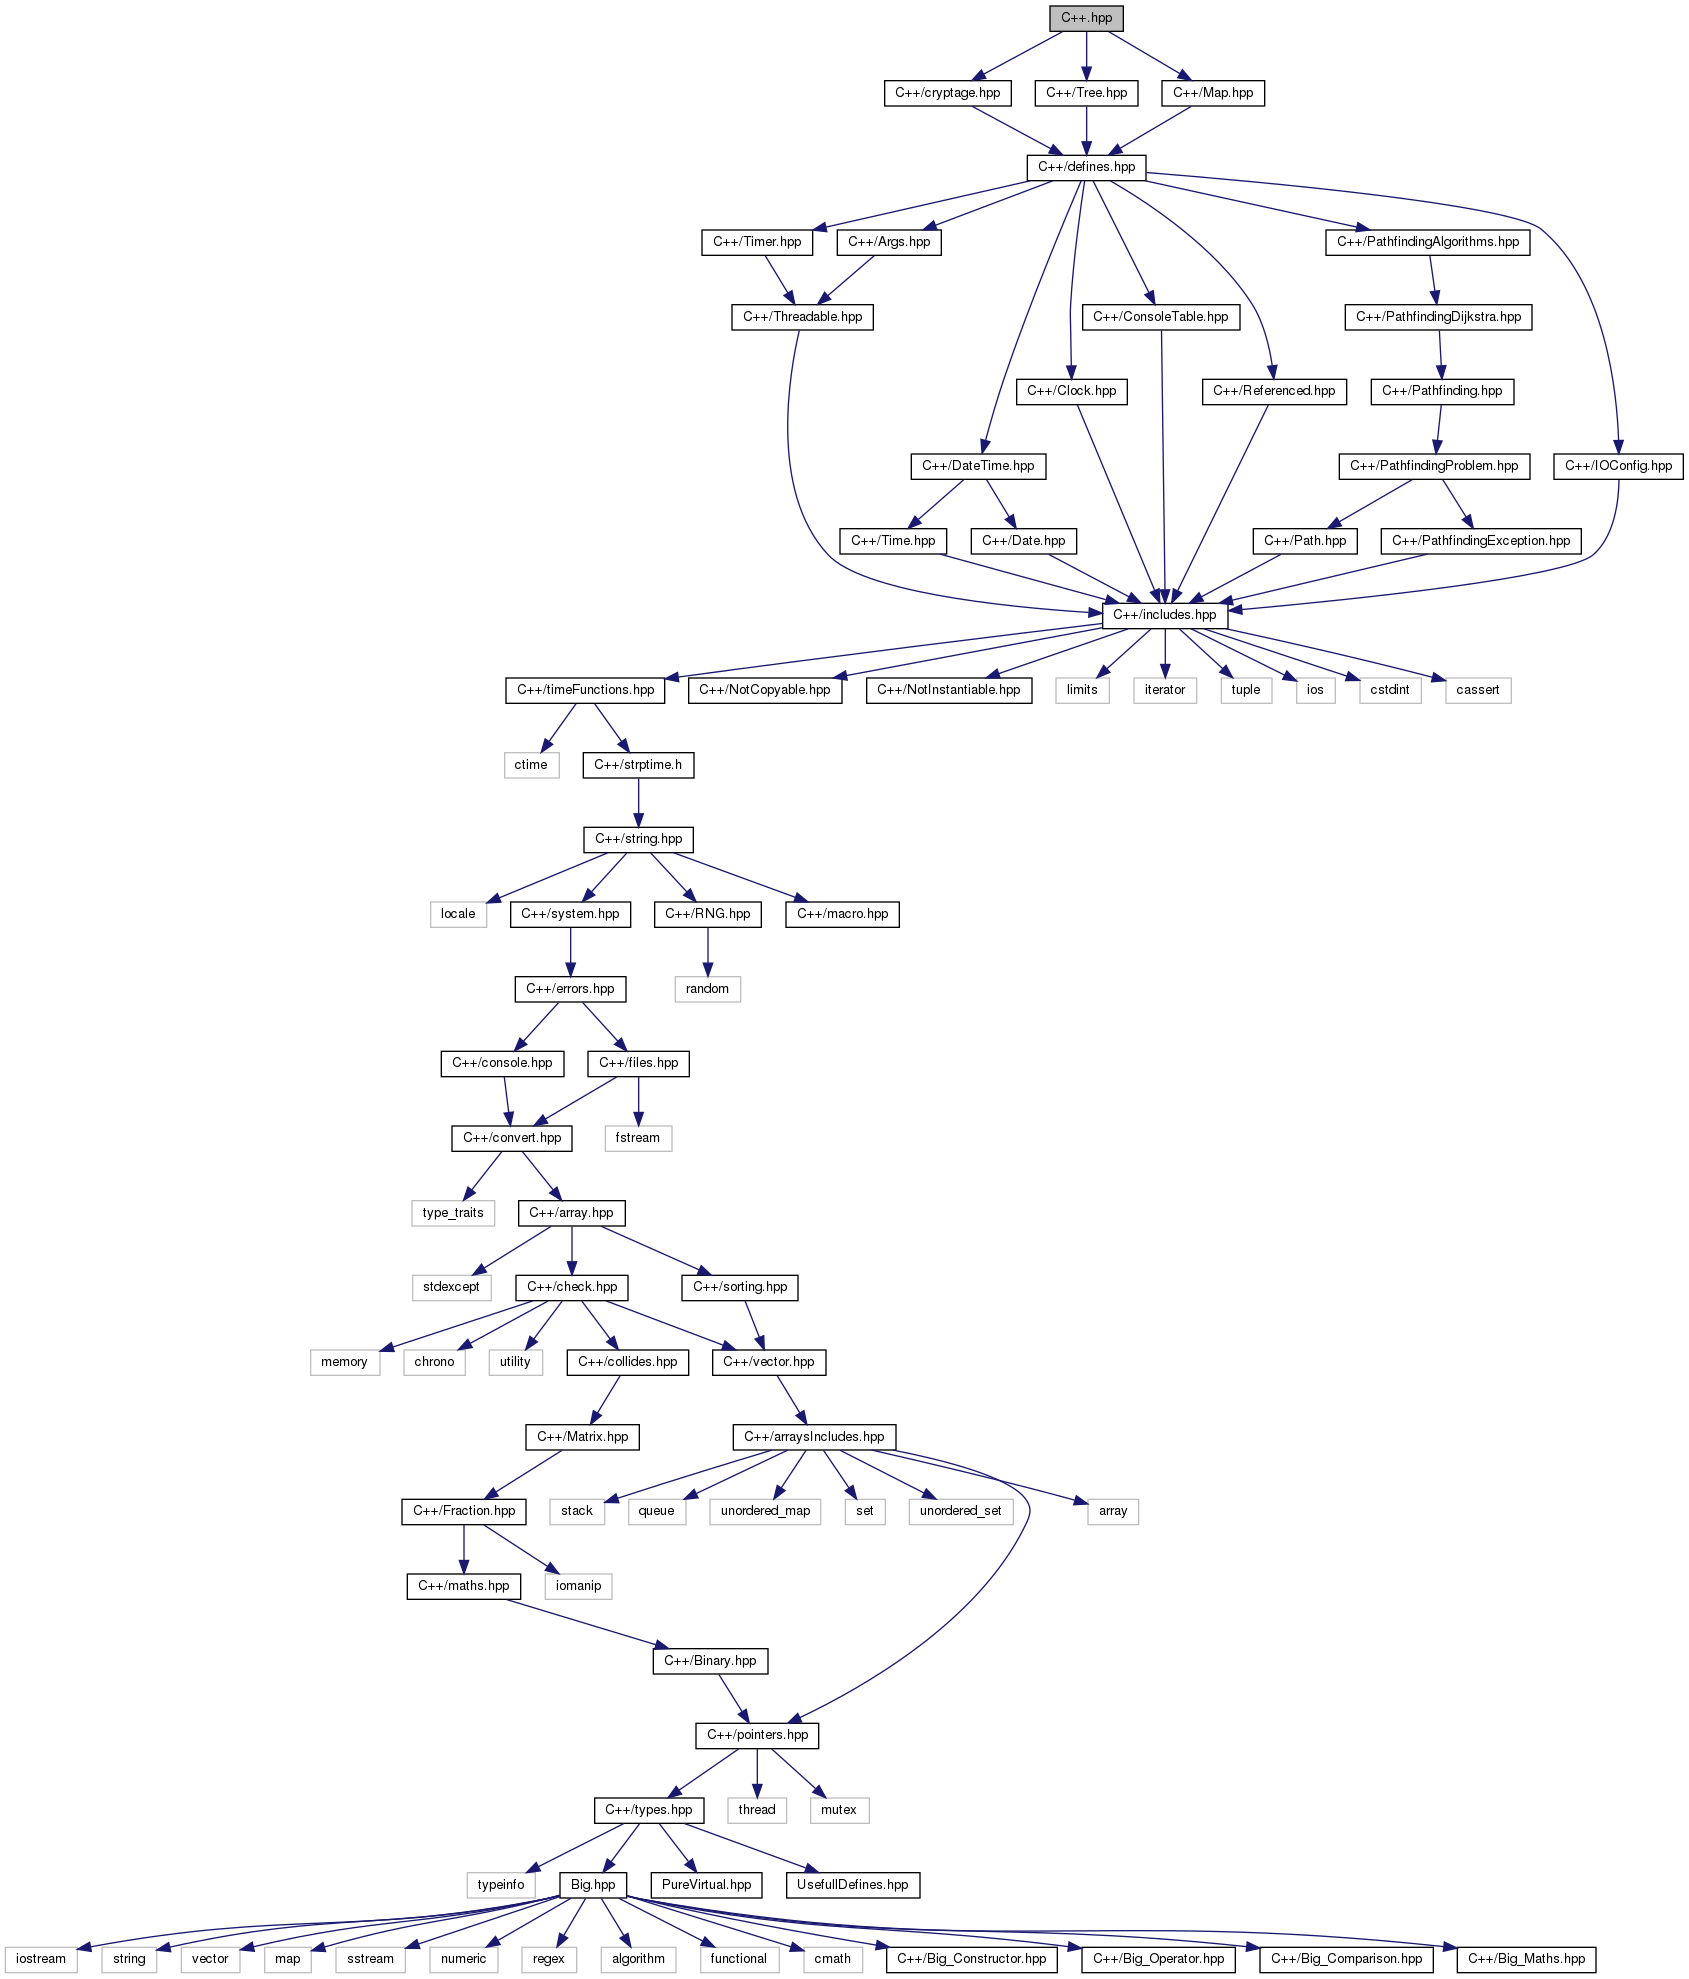 C++.hpp
C++/cryptage.hpp
C++/Tree.hpp
C++/Map.hpp
C++/defines.hpp
C++/Timer.hpp
C++/Args.hpp
C++/PathfindingAlgorithms.hpp
C++/Threadable.hpp
C++/ConsoleTable.hpp
C++/PathfindingDijkstra.hpp
C++/Clock.hpp
C++/Referenced.hpp
C++/Pathfinding.hpp
C++/DateTime.hpp
C++/PathfindingProblem.hpp
C++/IOConfig.hpp
C++/Time.hpp
C++/Date.hpp
C++/Path.hpp
C++/PathfindingException.hpp
C++/includes.hpp
C++/timeFunctions.hpp
C++/NotCopyable.hpp
C++/NotInstantiable.hpp
limits
iterator
tuple
ios
cstdint
cassert
ctime
C++/strptime.h
C++/string.hpp
locale
C++/system.hpp
C++/RNG.hpp
C++/macro.hpp
C++/errors.hpp
random
C++/console.hpp
C++/files.hpp
C++/convert.hpp
fstream
type_traits
C++/array.hpp
stdexcept
C++/check.hpp
C++/sorting.hpp
memory
chrono
utility
C++/collides.hpp
C++/vector.hpp
C++/Matrix.hpp
C++/arraysIncludes.hpp
C++/Fraction.hpp
stack
queue
unordered_map
set
unordered_set
array
C++/maths.hpp
iomanip
C++/Binary.hpp
C++/pointers.hpp
C++/types.hpp
thread
mutex
typeinfo
Big.hpp
PureVirtual.hpp
UsefullDefines.hpp
iostream
string
vector
map
sstream
numeric
regex
algorithm
functional
cmath
C++/Big_Constructor.hpp
C++/Big_Operator.hpp
C++/Big_Comparison.hpp
C++/Big_Maths.hpp